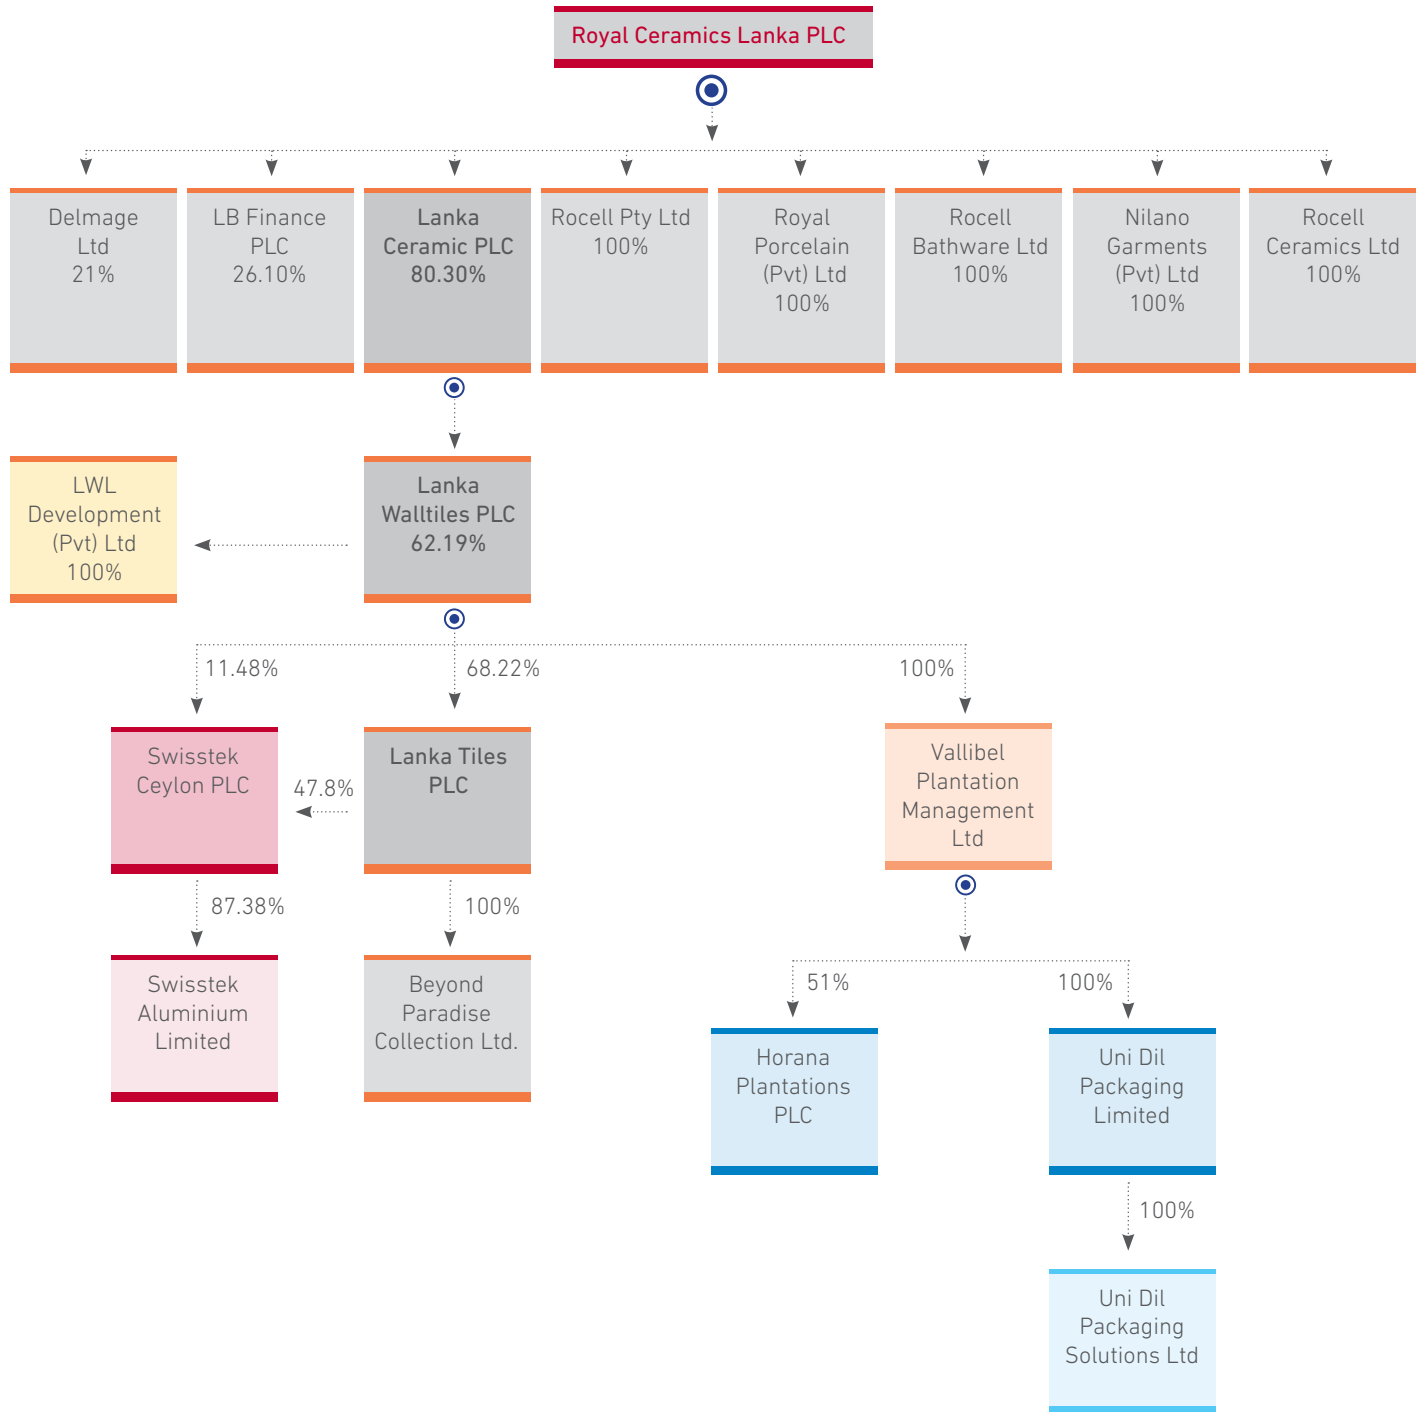 Royal Ceramics Lanka PLC
Delmage
Ltd
21%
LB Finance
PLC
26.10%
Lanka
Ceramic PLC
80.30%
Rocell Pty Ltd
100%
Royal
Porcelain
(Pvt) Ltd
100%
Rocell
Bathware Ltd
100%
Nilano
Garments
(Pvt) Ltd
100%
Rocell
Ceramics Ltd
100%
LWL
Development
(Pvt) Ltd
100%
Lanka
Walltiles PLC
62.19%
11.48%
68.22%
100%
Swisstek
Ceylon PLC
47.8%
Lanka Tiles
PLC
Vallibel
Plantation
Management
Ltd
87.38%
100%
Swisstek
Aluminium
Limited
Beyond
Paradise
Collection Ltd.
51%
100%
Horana
Plantations
PLC
Uni Dil
Packaging
Limited
100%
Uni Dil
Packaging
Solutions Ltd